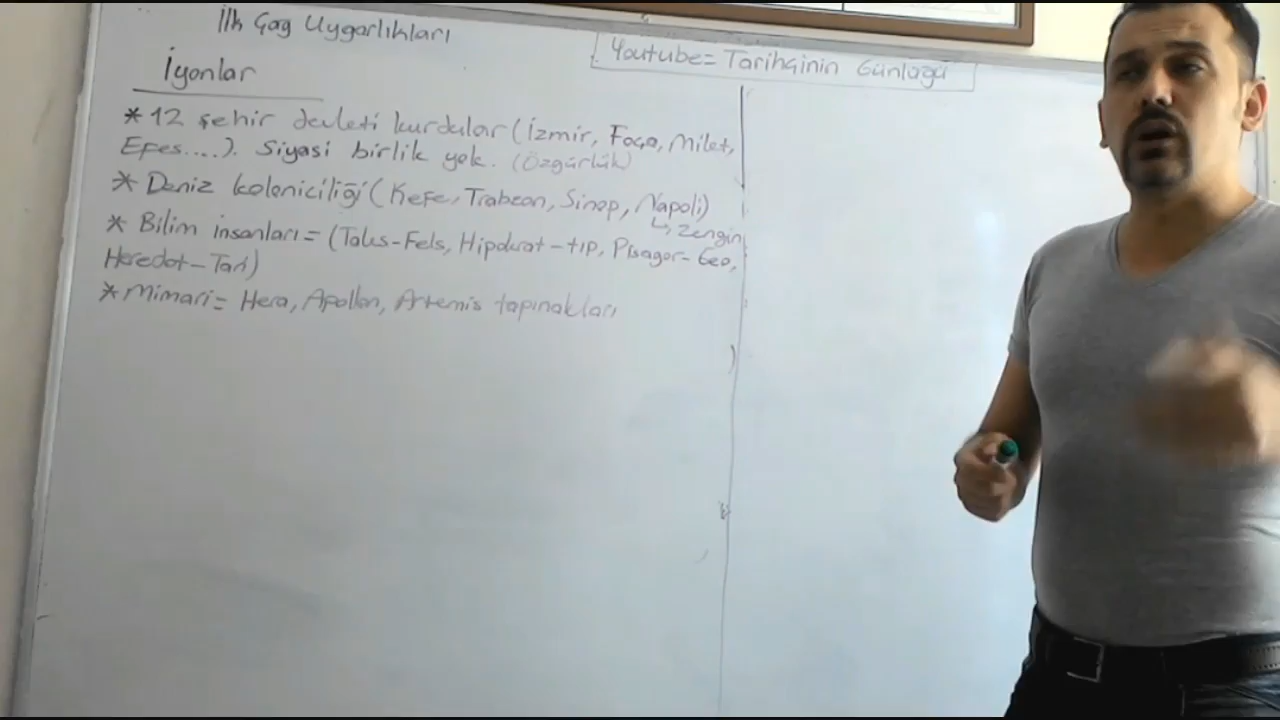 İlk Çağ Uygarlıkları
Youtube= Tarihçinin Günlüğü
İyonlar
* 12 şehir devleti kurdular (İzmir, Foça, Milet,
Efes....). Siyasi birlik yok. (Özgürlük)
* Deniz koloniciliği (Kefe, Trabzon, Sinop, Napoli)
↳ Zengin
* Bilim insanları = (Tales-Fels, Hipokrat-tıp, Pisagor-Geo,
Heredot-Tari)
* Mimari= Hera, Apollon, Artemis tapınakları